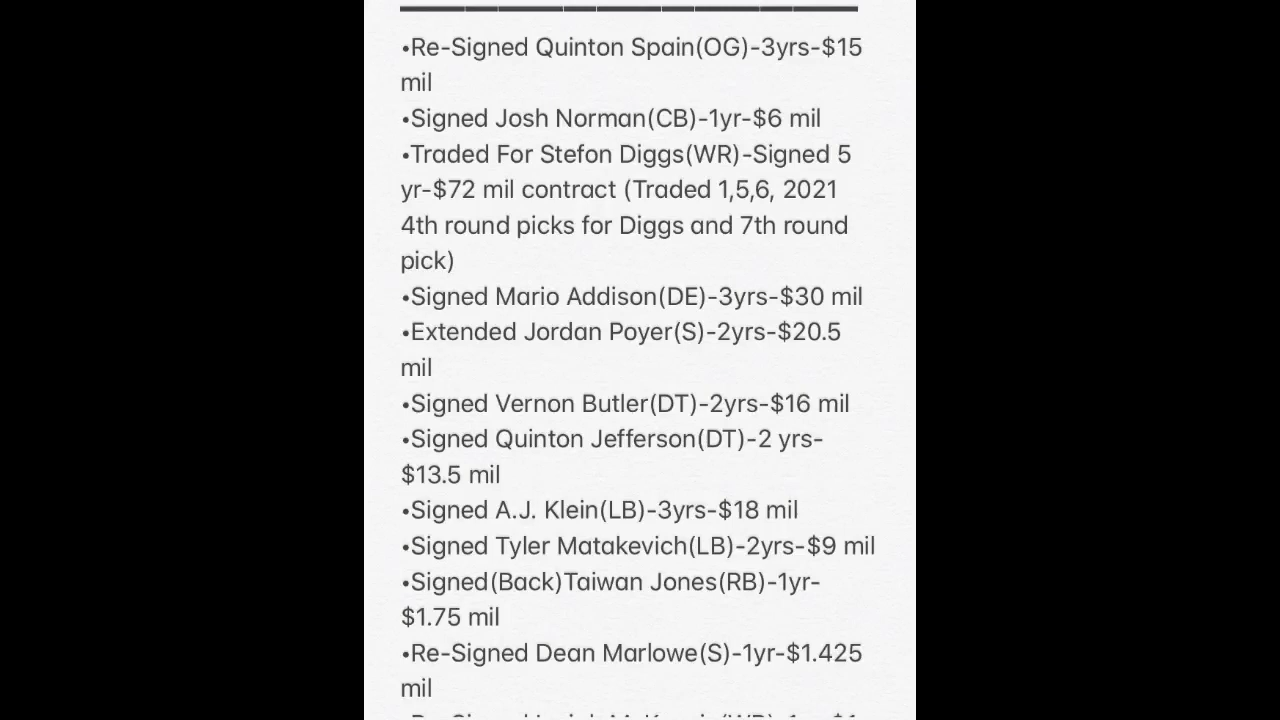 •Re-Signed Quinton Spain(OG)-3yrs-$15
mil
•Signed Josh Norman(CB)-1yr-$6 mil
•Traded For Stefon Diggs(WR)-Signed 5
yr-$72 mil contract (Traded 1,5,6, 2021
4th round picks for Diggs and 7th round
pick)
•Signed Mario Addison(DE)-3yrs-$30 mil
•Extended Jordan Poyer(S)-2yrs-$20.5
mil
•Signed Vernon Butler(DT)-2yrs-$16 mil
•Signed Quinton Jefferson(DT)-2 yrs-
$13.5 mil
•Signed A.J. Klein(LB)-3yrs-$18 mil
•Signed Tyler Matakevich(LB)-2yrs-$9 mil
•Signed(Back)Taiwan Jones(RB)-1yr-
$1.75 mil
•Re-Signed Dean Marlowe(S)-1yr-$1.425
mil